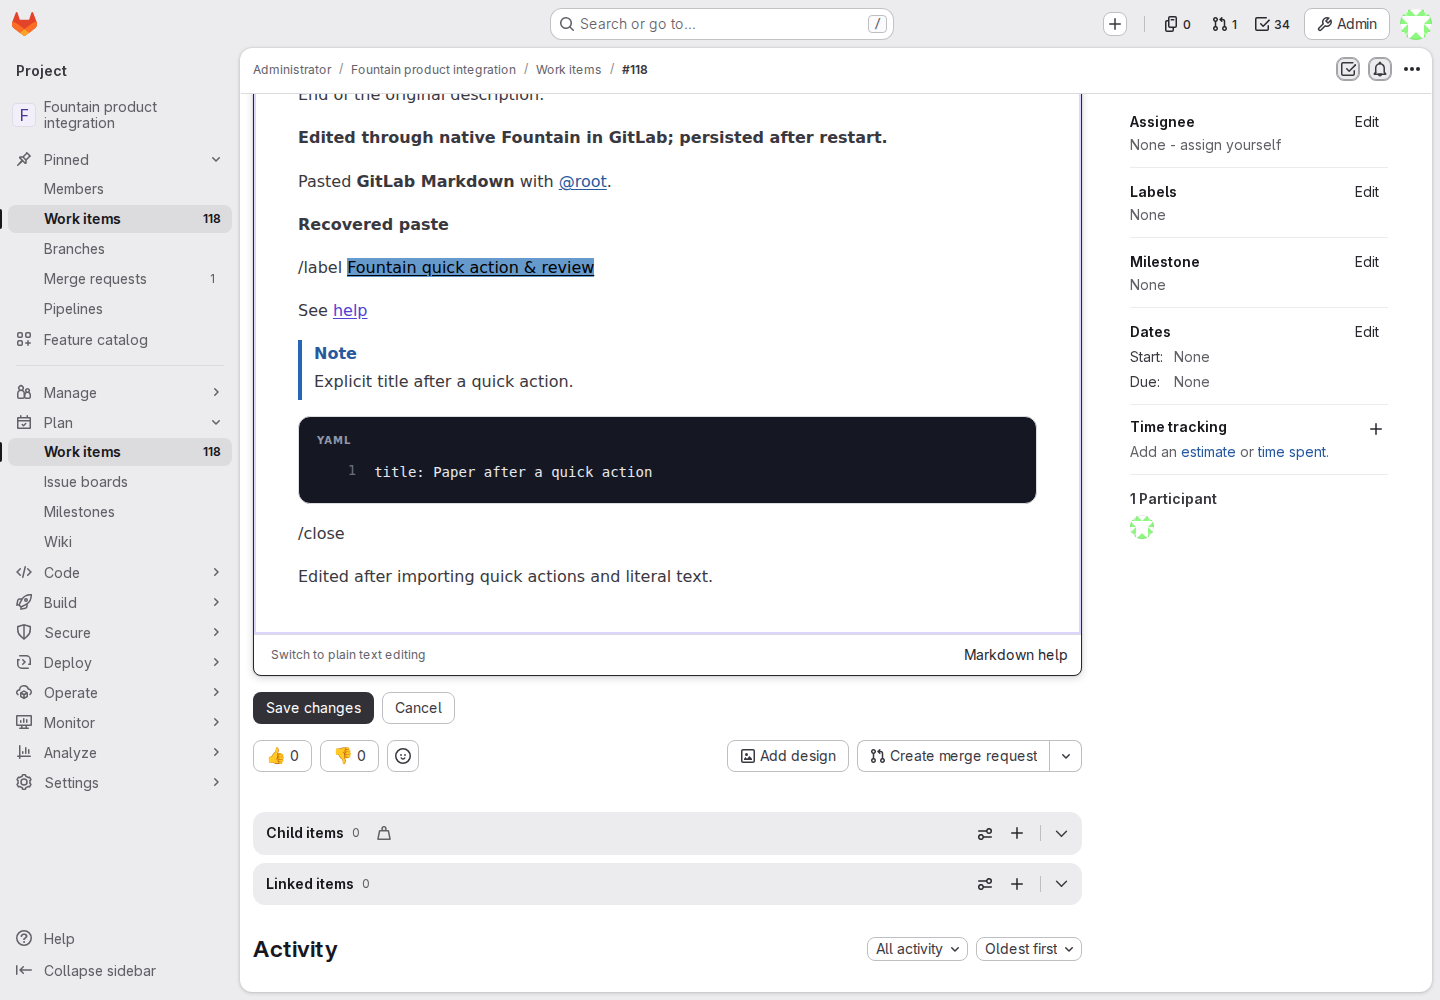 Search or go to...
/
0
1
34
Admin
Project
F
Fountain product integration
Pinned
Members
Work items 118
Branches
Merge requests 1
Pipelines
Feature catalog
Manage
Plan
Work items 118
Issue boards
Milestones
Wiki
Code
Build
Secure
Deploy
Operate
Monitor
Analyze
Settings
Help
Collapse sidebar
Administrator / Fountain product integration / Work items / #118
End of the original description.
Edited through native Fountain in GitLab; persisted after restart.
Pasted GitLab Markdown with @root.
Recovered paste
/label Fountain quick action & review
See help
Note
Explicit title after a quick action.
YAML
1 title: Paper after a quick action
/close
Edited after importing quick actions and literal text.
Switch to plain text editing
Markdown help
Save changes
Cancel
0
0
Add design
Create merge request
Child items 0
Linked items 0
Activity
All activity
Oldest first
Assignee
Edit
None - assign yourself
Labels
Edit
None
Milestone
Edit
None
Dates
Edit
Start: None
Due: None
Time tracking
Add an estimate or time spent.
1 Participant